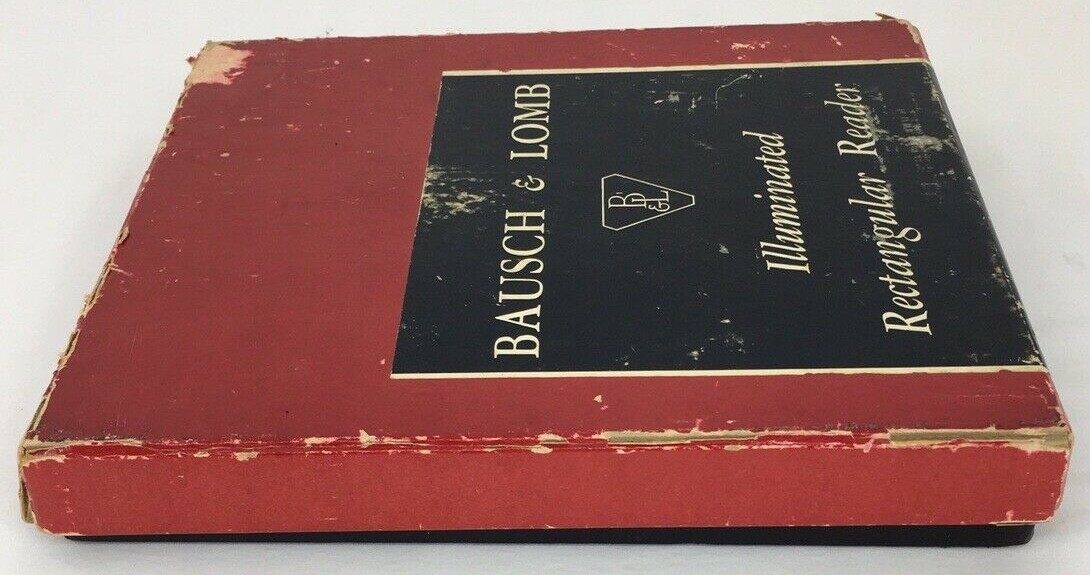 BAUSCH & LOMB
B
&L
Illuminated
Rectangular Reader